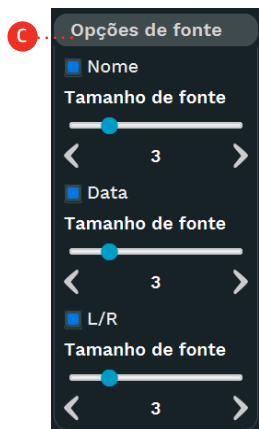 C
Opções de fonte
Nome
Tamanho de fonte
3
Data
Tamanho de fonte
3
L/R
Tamanho de fonte
3